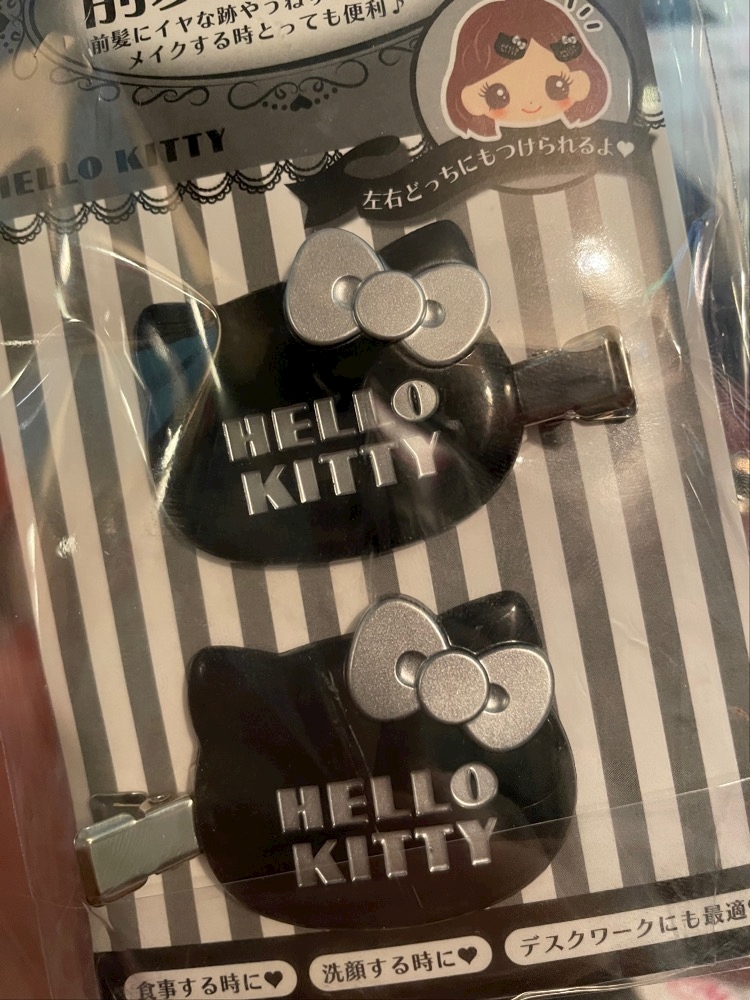 前髪にイヤな跡やうね
メイクする時とっても便利♪
HELLO KITTY
左右どっちにもつけられるよ♥
HELLO
KITTY
HELLO
KITTY
食事する時に♥
洗顔する時に♥
デスクワークにも最適